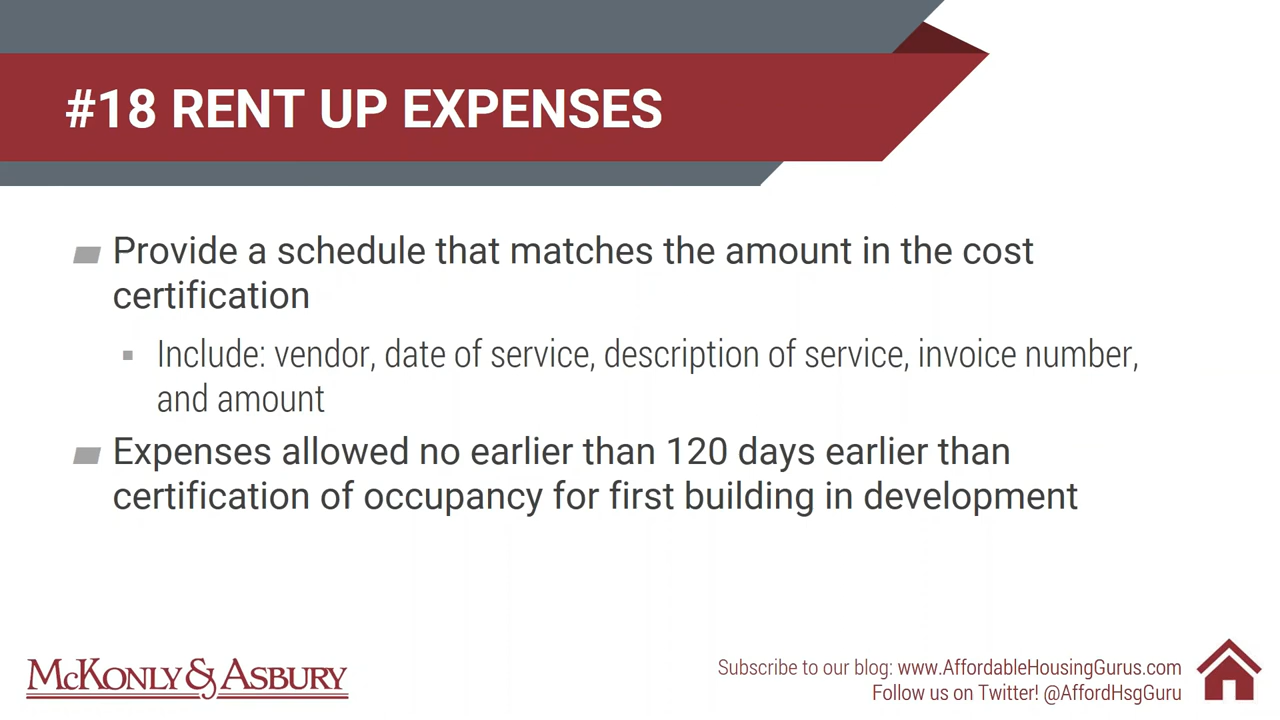 #18 RENT UP EXPENSES
Provide a schedule that matches the amount in the cost
certification
Include: vendor, date of service, description of service, invoice number,
and amount
Expenses allowed no earlier than 120 days earlier than
certification of occupancy for first building in development
McKonly & Asbury
Subscribe to our blog: www.AffordableHousingGurus.com
Follow us on Twitter! @AffordHsgGuru